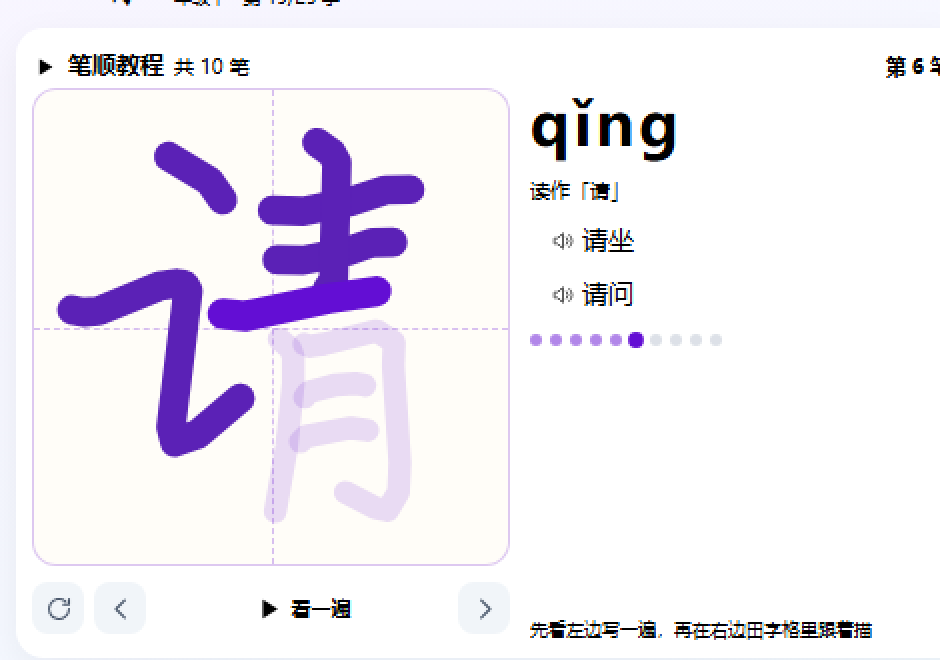 ▶ 笔顺教程 共 10 笔
第 6 笔
请
qǐng
读作「请」
请坐
请问
▶ 看一遍
先看左边写一遍，再在右边田字格里跟着描